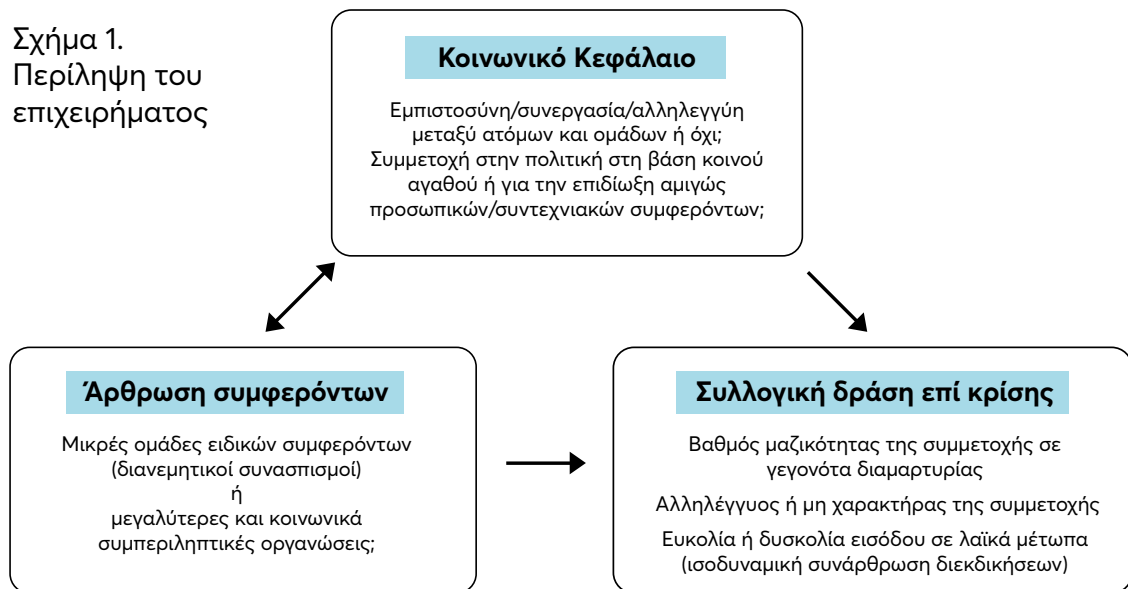 Σχήμα 1.
Περίληψη του
επιχειρήματος
Κοινωνικό Κεφάλαιο
Εμπιστοσύνη/συνεργασία/αλληλεγγύη
μεταξύ ατόμων και ομάδων ή όχι;
Συμμετοχή στην πολιτική στη βάση κοινού
αγαθού ή για την επιδίωξη αμιγώς
προσωπικών/συντεχνιακών συμφερόντων;
Άρθρωση συμφερόντων
Μικρές ομάδες ειδικών συμφερόντων
(διανεμητικοί συνασπισμοί)
ή
μεγαλύτερες και κοινωνικά
συμπεριληπτικές οργανώσεις;
Συλλογική δράση επί κρίσης
Βαθμός μαζικότητας της συμμετοχής σε
γεγονότα διαμαρτυρίας
Αλληλέγγυος ή μη χαρακτήρας της συμμετοχής
Ευκολία ή δυσκολία εισόδου σε λαϊκά μέτωπα
(ισοδυναμική συνάρθρωση διεκδικήσεων)